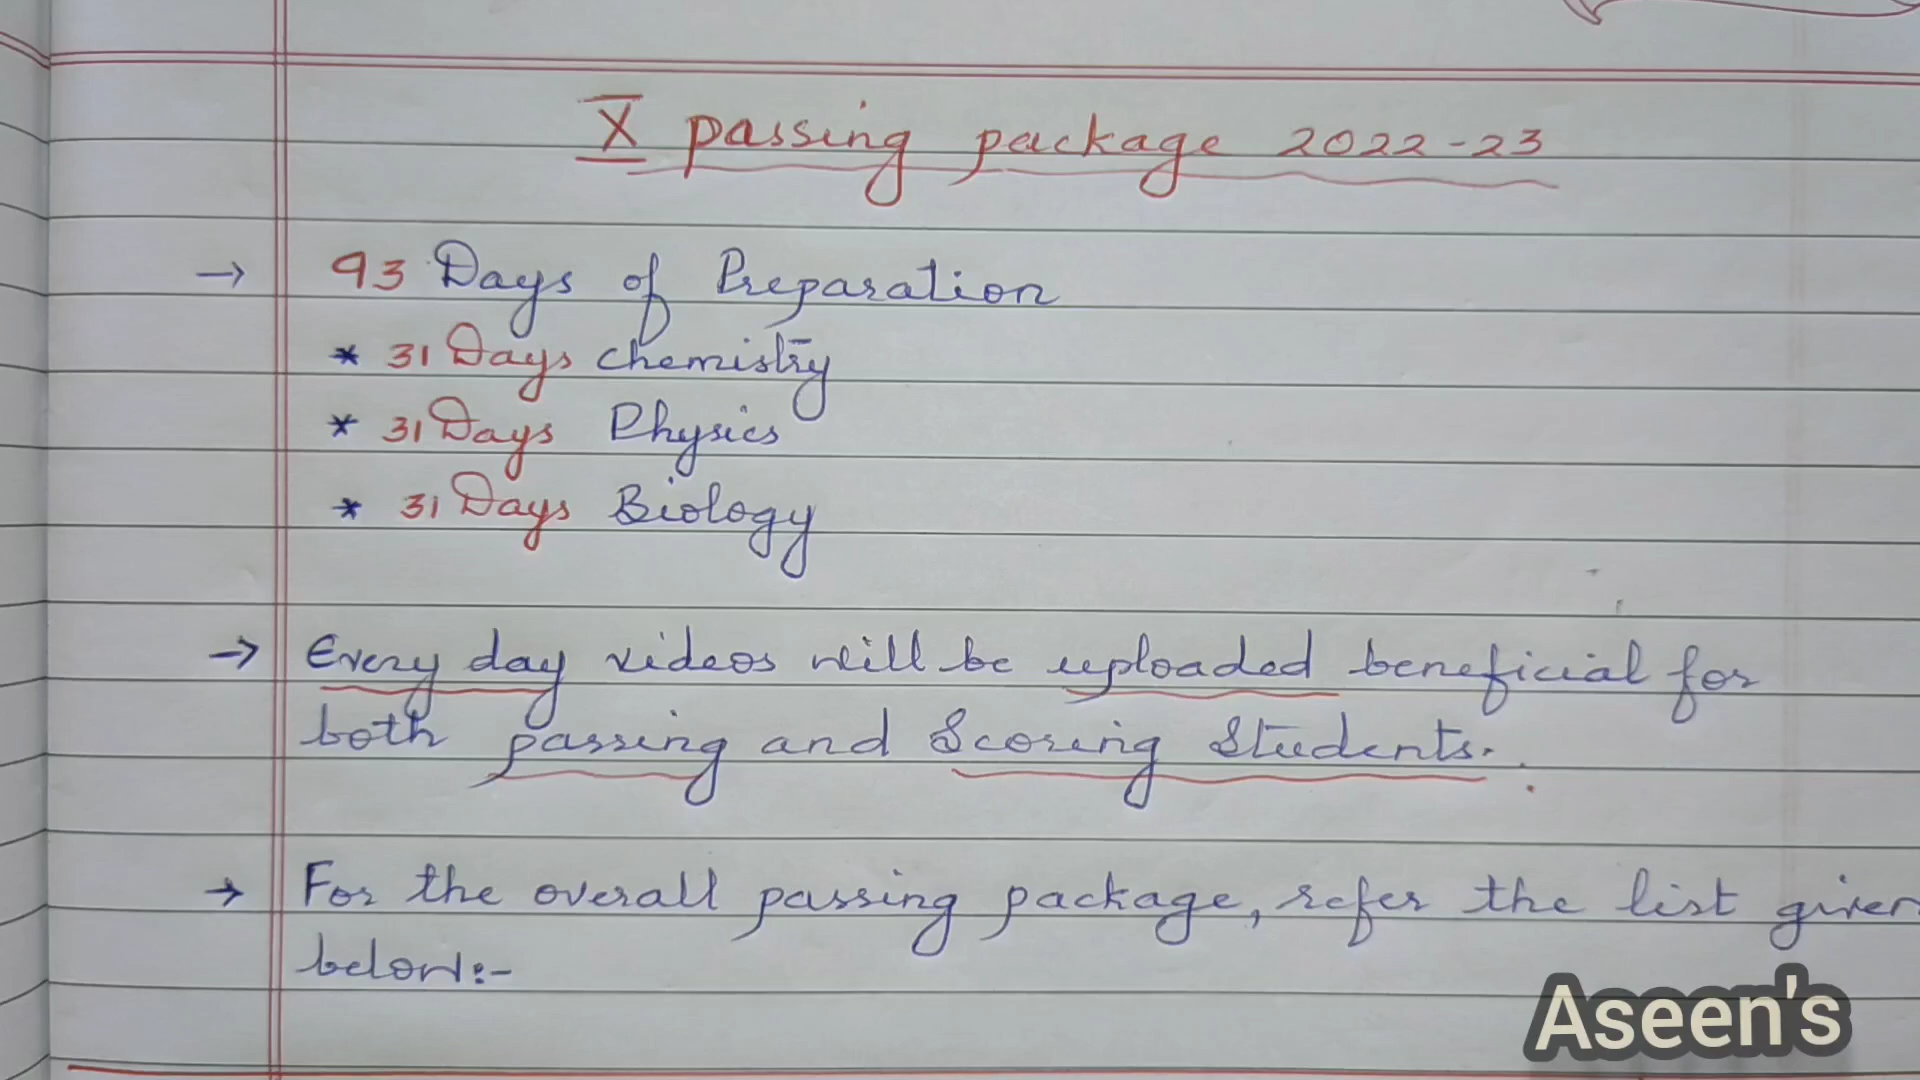 X passing package 2022-23
→ 93 Days of Preparation
* 31 Days chemistry
* 31 Days Physics
* 31 Days Biology
→ Every day videos will be uploaded beneficial for
both passing and Scoring Students.
→ For the overall passing package, refer the list given
below:-
Aseen's